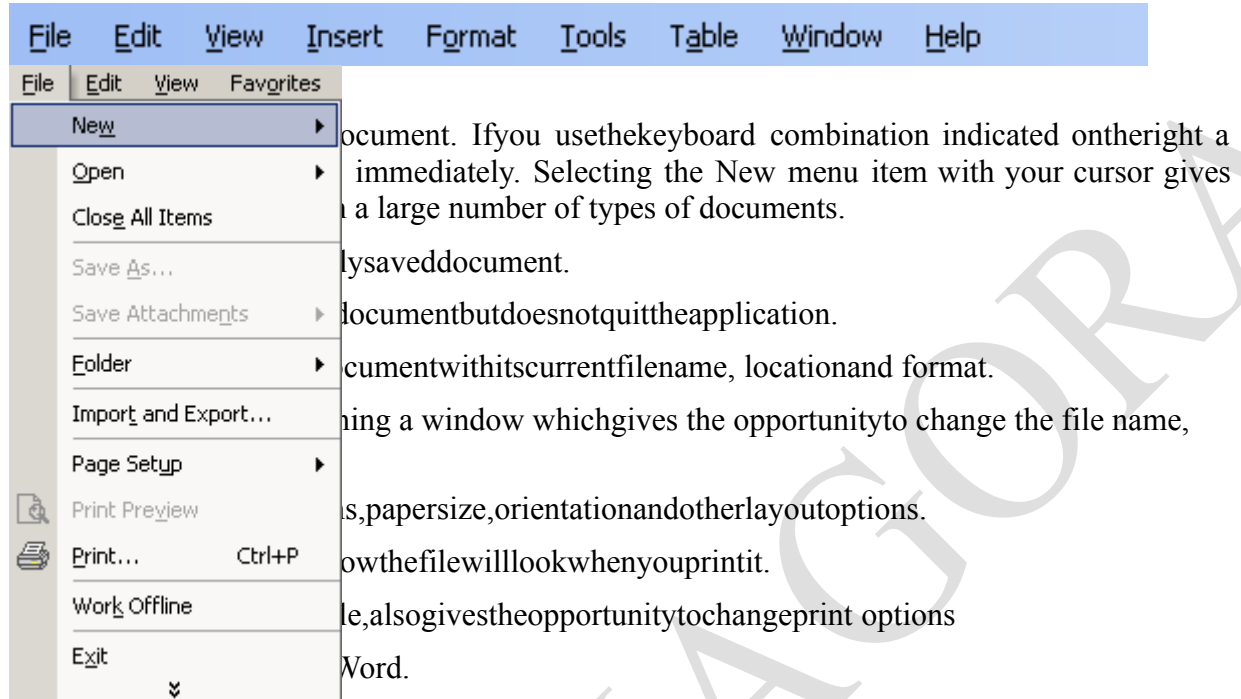 File Edit View Insert Format Tools Table Window Help
File Edit View Favorites
New
ocument. Ifyou usethekeyboard combination indicated ontheright a
Open
immediately. Selecting the New menu item with your cursor gives
Close All Items
a large number of types of documents.
Save As...
lysaveddocument.
Save Attachments
documentbutdoesnotquittheapplication.
Folder
ocumentwithitscurrentfilename, locationand format.
Import and Export...
ning a window whichgives the opportunityto change the file name,
Page Setup
Print Preview
ns,papersize,orientationandotherlayoutoptions.
Print... Ctrl+P
owthefilewilllookwhenyouprintit.
Work Offline
le,alsogivestheopportunitytochangeprint options
Exit
Word.
AGORA